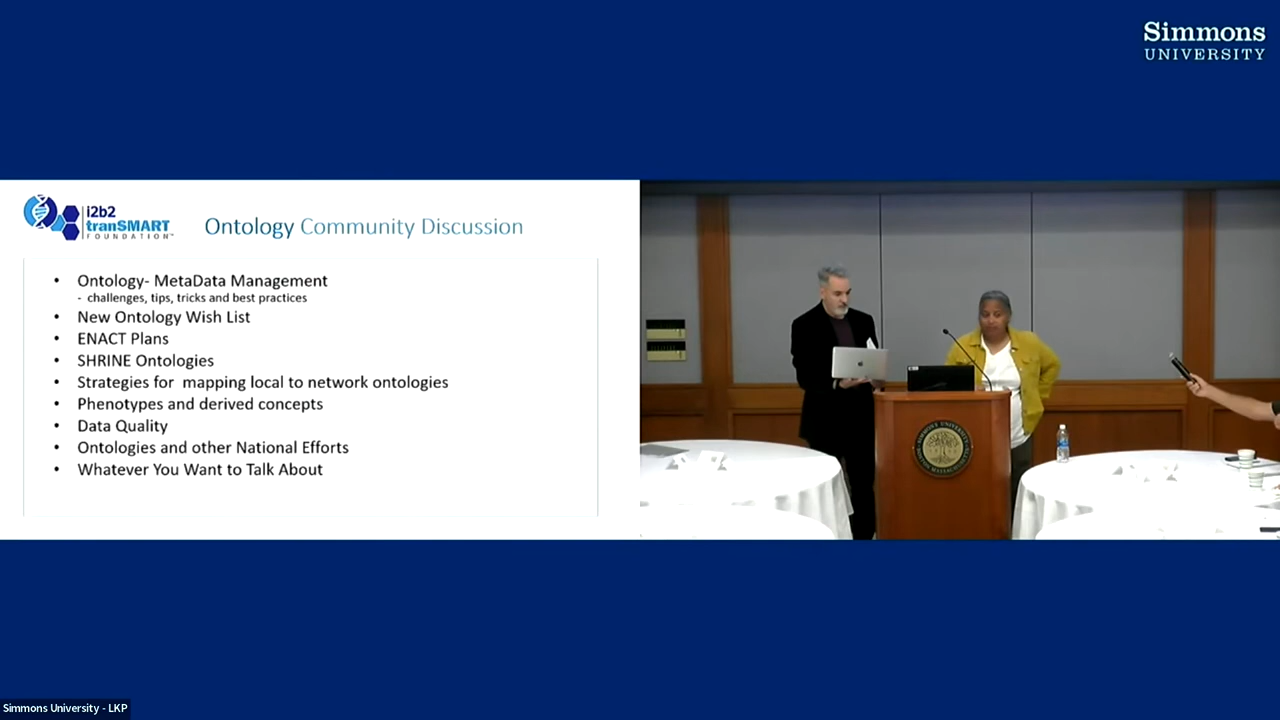 Simmons
UNIVERSITY
i2b2
tranSMART
FOUNDATION™
Ontology Community Discussion
• Ontology- MetaData Management
- challenges, tips, tricks and best practices
• New Ontology Wish List
• ENACT Plans
• SHRINE Ontologies
• Strategies for mapping local to network ontologies
• Phenotypes and derived concepts
• Data Quality
• Ontologies and other National Efforts
• Whatever You Want to Talk About
Simmons University - LKP